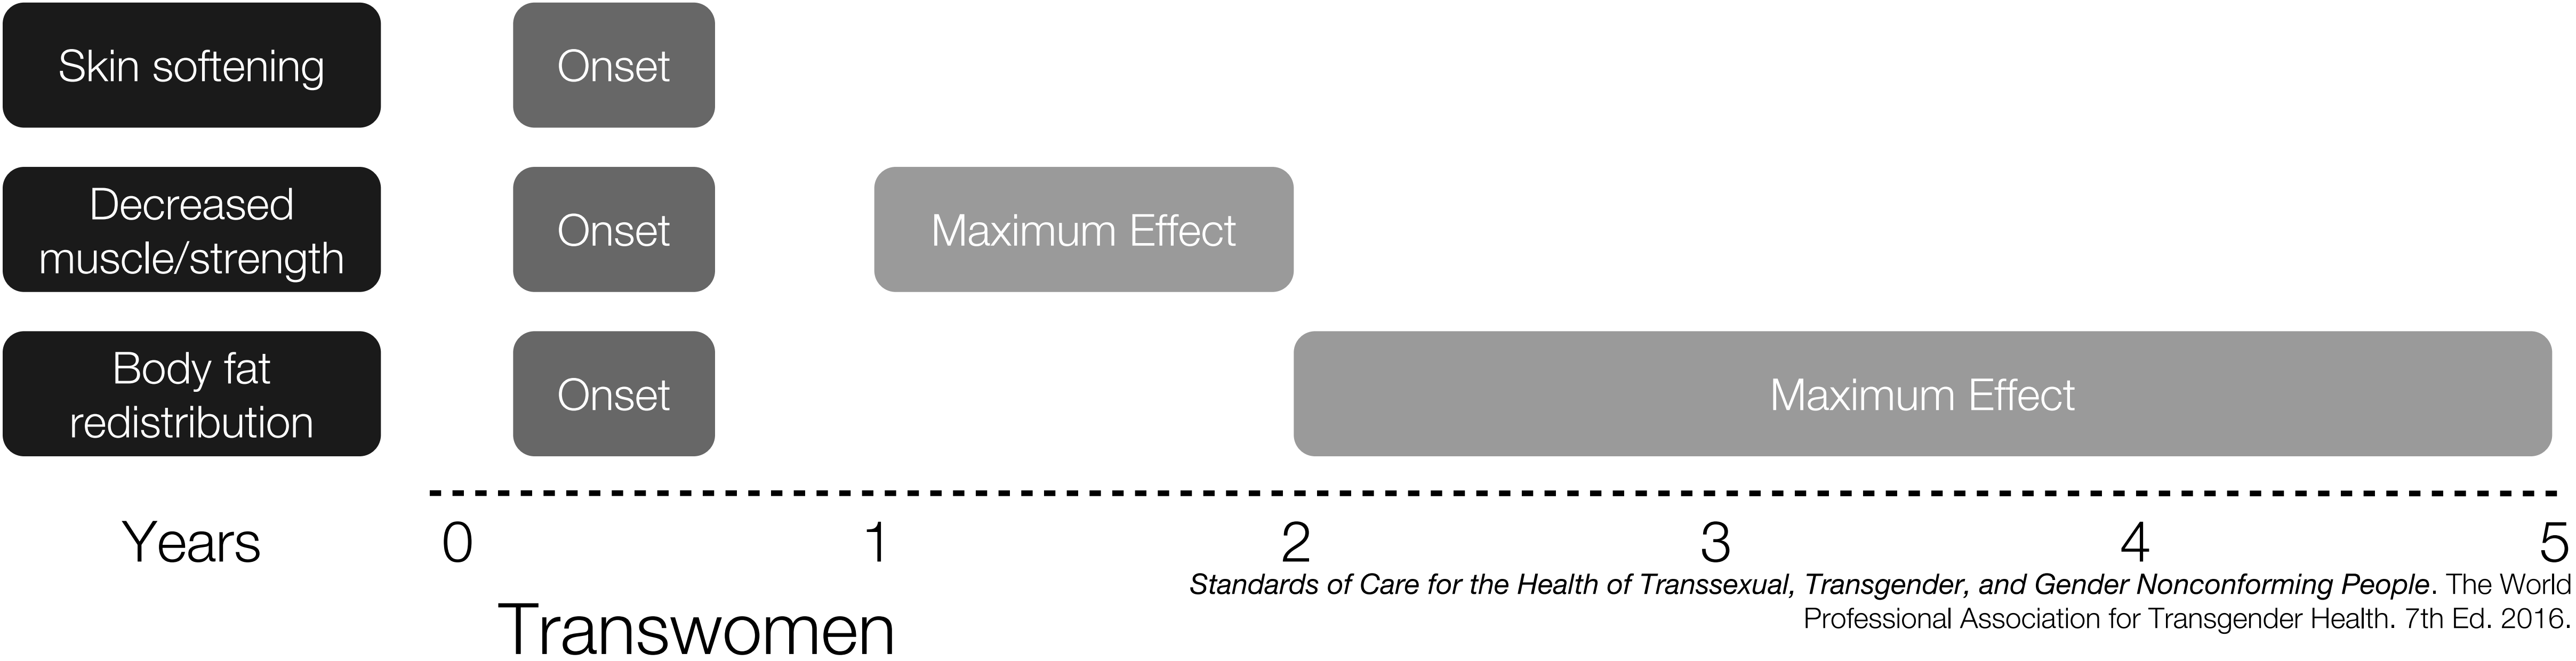 Skin softening
Onset
Decreased
muscle/strength
Onset
Maximum Effect
Body fat
redistribution
Onset
Maximum Effect
Years 0 1 2 3 4 5
Standards of Care for the Health of Transsexual, Transgender, and Gender Nonconforming People. The World
Professional Association for Transgender Health. 7th Ed. 2016.
Transwomen